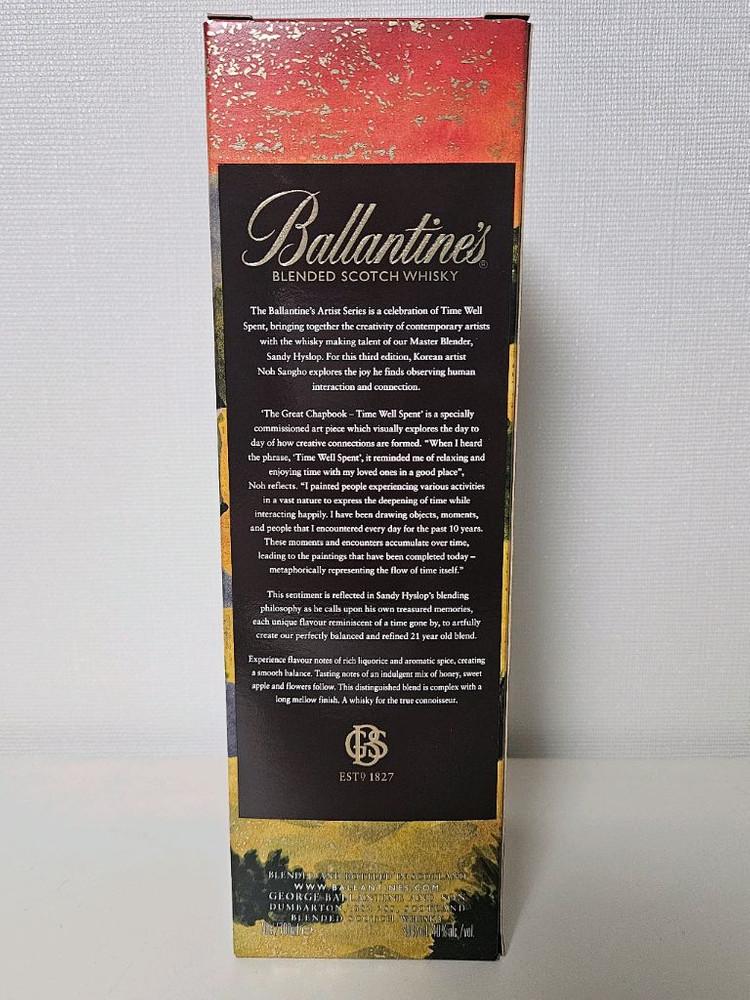 Ballantine's®
BLENDED SCOTCH WHISKY
The Ballantine's Artist Series is a celebration of Time Well
Spent, bringing together the creativity of contemporary artists
with the whisky making talent of our Master Blender,
Sandy Hyslop. For this third edition, Korean artist
Noh Sangho explores the joy he finds observing human
interaction and connection.
'The Great Chapbook – Time Well Spent' is a specially
commissioned art piece which visually explores the day to
day of how creative connections are formed. "When I heard
the phrase, 'Time Well Spent', it reminded me of relaxing and
enjoying time with my loved ones in a good place",
Noh reflects. "I painted people experiencing various activities
in a vast nature to express the deepening of time while
interacting happily. I have been drawing objects, moments,
and people that I encountered every day for the past 10 years.
These moments and encounters accumulate over time,
leading to the paintings that have been completed today –
metaphorically representing the flow of time itself."
This sentiment is reflected in Sandy Hyslop's blending
philosophy as he calls upon his own treasured memories,
each unique flavour reminiscent of a time gone by, to artfully
create our perfectly balanced and refined 21 year old blend.
Experience flavour notes of rich liquorice and aromatic spice, creating
a smooth balance. Tasting notes of an indulgent mix of honey, sweet
apple and flowers follow. This distinguished blend is complex with a
long mellow finish. A whisky for the true connoisseur.
GBS
ESTD 1827
BLENDED AND BOTTLED IN SCOTLAND
WWW.BALLANTINES.COM
GEORGE BALLANTINE AND SON
DUMBARTON SCOTLAND
BLENDED SCOTCH WHISKY
40% alc./vol.